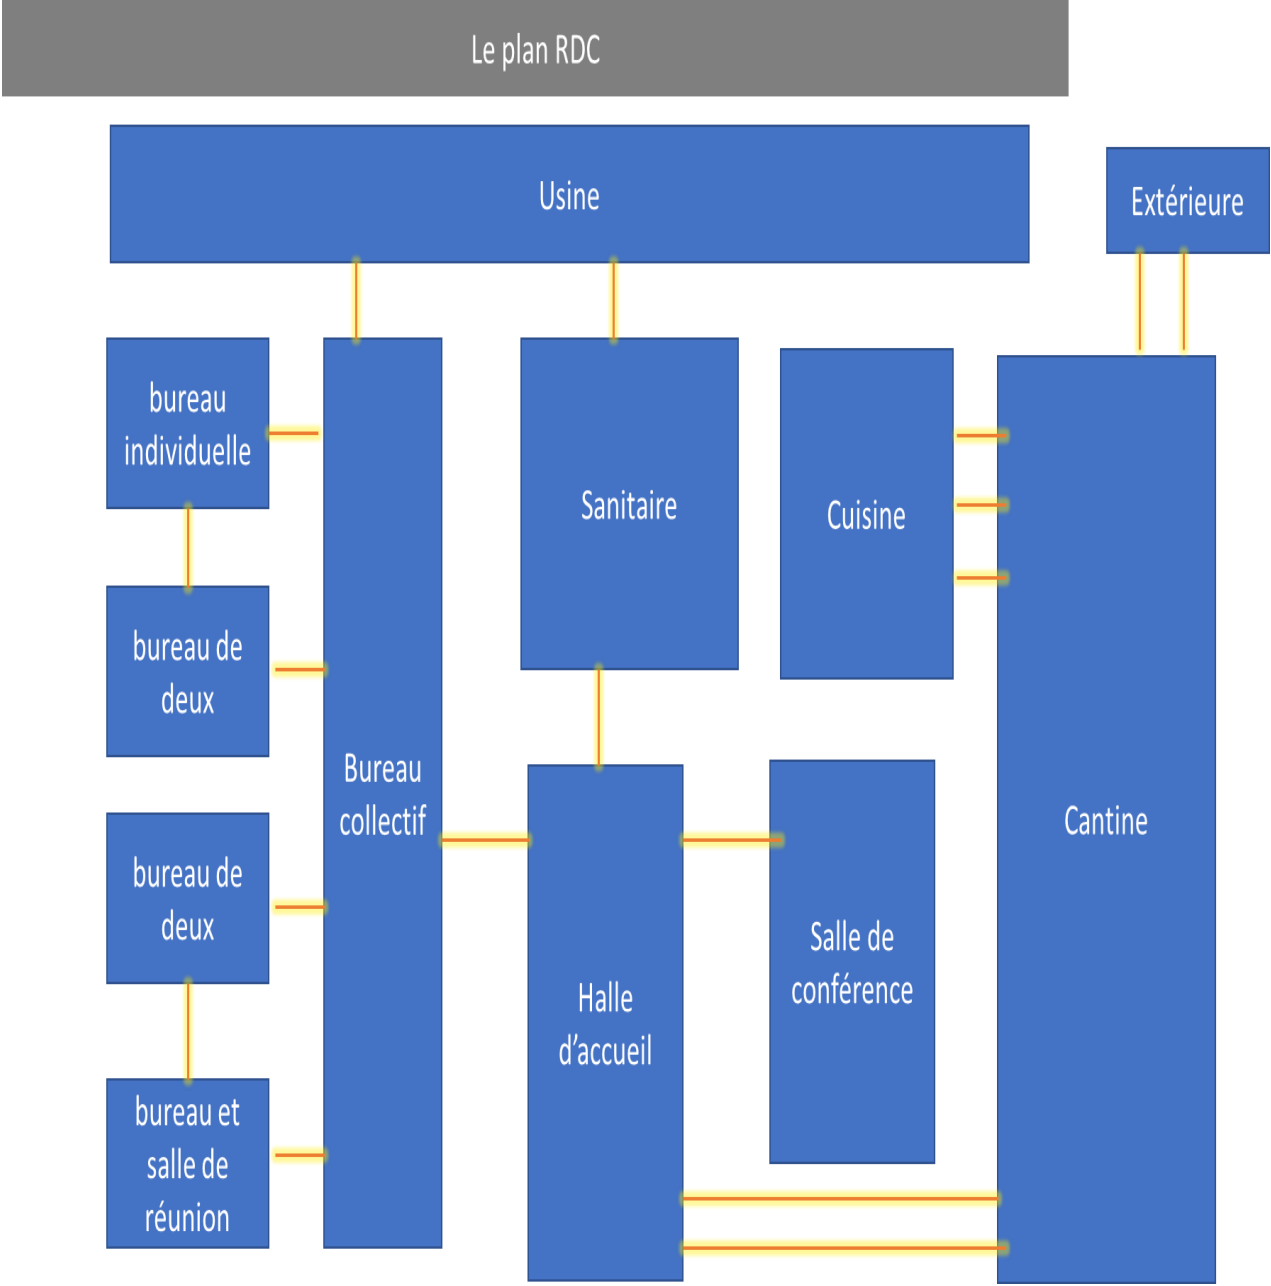 Le plan RDC
Usine
Extérieure
bureau
individuelle
Sanitaire
Cuisine
bureau de
deux
Bureau
collectif
Cantine
bureau de
deux
Salle de
conférence
Halle
d’accueil
bureau et
salle de
réunion